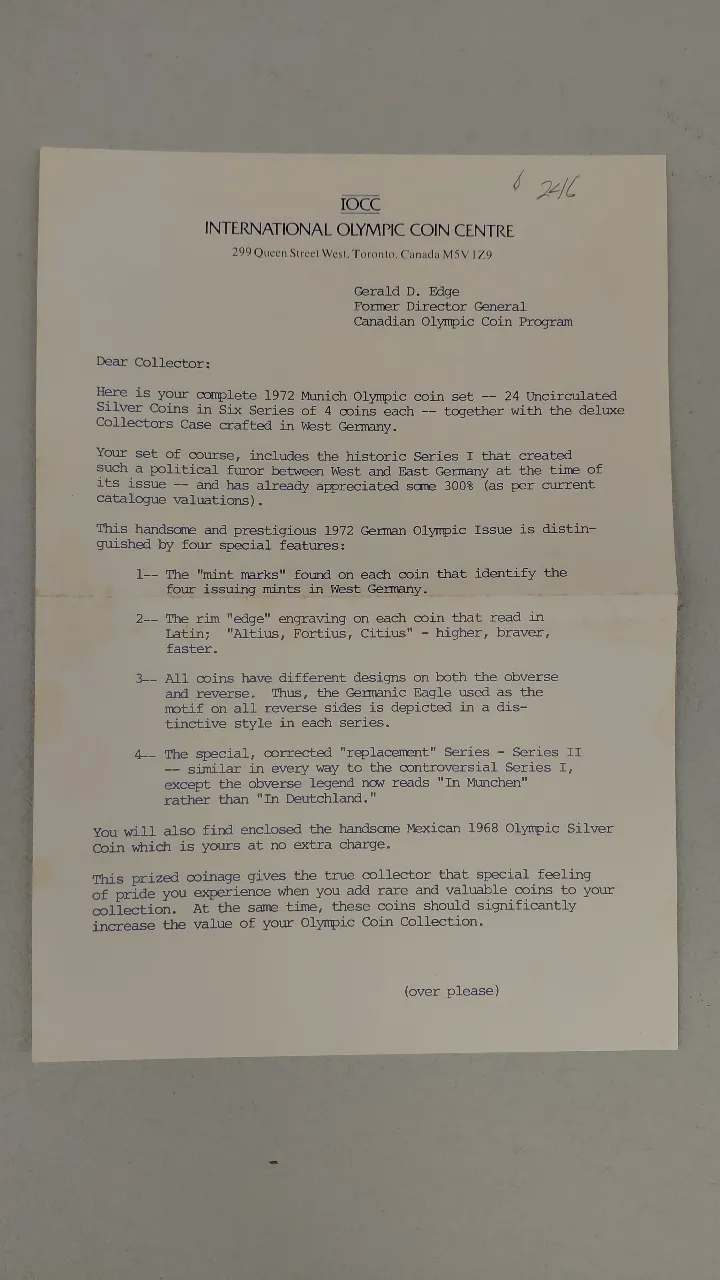 2416
IOCC
INTERNATIONAL OLYMPIC COIN CENTRE
299 Queen Street West, Toronto, Canada M5V 1Z9
Gerald D. Edge
Former Director General
Canadian Olympic Coin Program
Dear Collector:
Here is your complete 1972 Munich Olympic coin set -- 24 Uncirculated
Silver Coins in Six Series of 4 coins each -- together with the deluxe
Collectors Case crafted in West Germany.
Your set of course, includes the historic Series I that created
such a political furor between West and East Germany at the time of
its issue -- and has already appreciated some 300% (as per current
catalogue valuations).
This handsome and prestigious 1972 German Olympic Issue is distin-
guished by four special features:
1-- The "mint marks" found on each coin that identify the
four issuing mints in West Germany.
2-- The rim "edge" engraving on each coin that read in
Latin; "Altius, Fortius, Citius" - higher, braver,
faster.
3-- All coins have different designs on both the obverse
and reverse. Thus, the Germanic Eagle used as the
motif on all reverse sides is depicted in a dis-
tinctive style in each series.
4-- The special, corrected "replacement" Series - Series II
-- similar in every way to the controversial Series I,
except the obverse legend now reads "In Munchen"
rather than "In Deutchland."
You will also find enclosed the handsome Mexican 1968 Olympic Silver
Coin which is yours at no extra charge.
This prized coinage gives the true collector that special feeling
of pride you experience when you add rare and valuable coins to your
collection. At the same time, these coins should significantly
increase the value of your Olympic Coin Collection.
(over please)